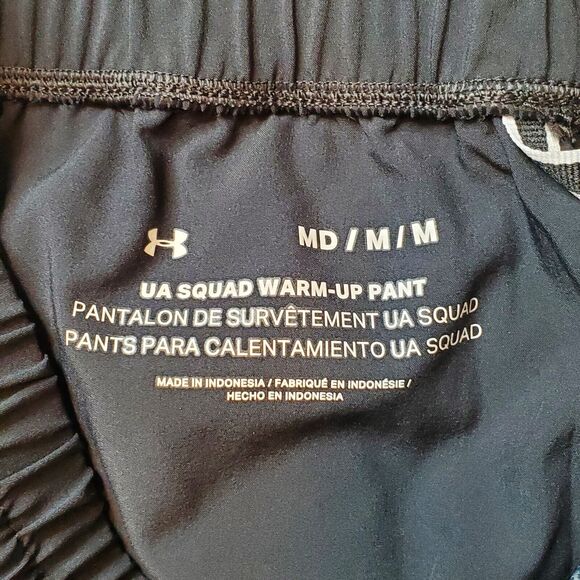 MD / M / M
UA SQUAD WARM-UP PANT
PANTALON DE SURVÊTEMENT UA SQUAD
PANTS PARA CALENTAMIENTO UA SQUAD
MADE IN INDONESIA / FABRIQUÉ EN INDONÉSIE /
HECHO EN INDONESIA